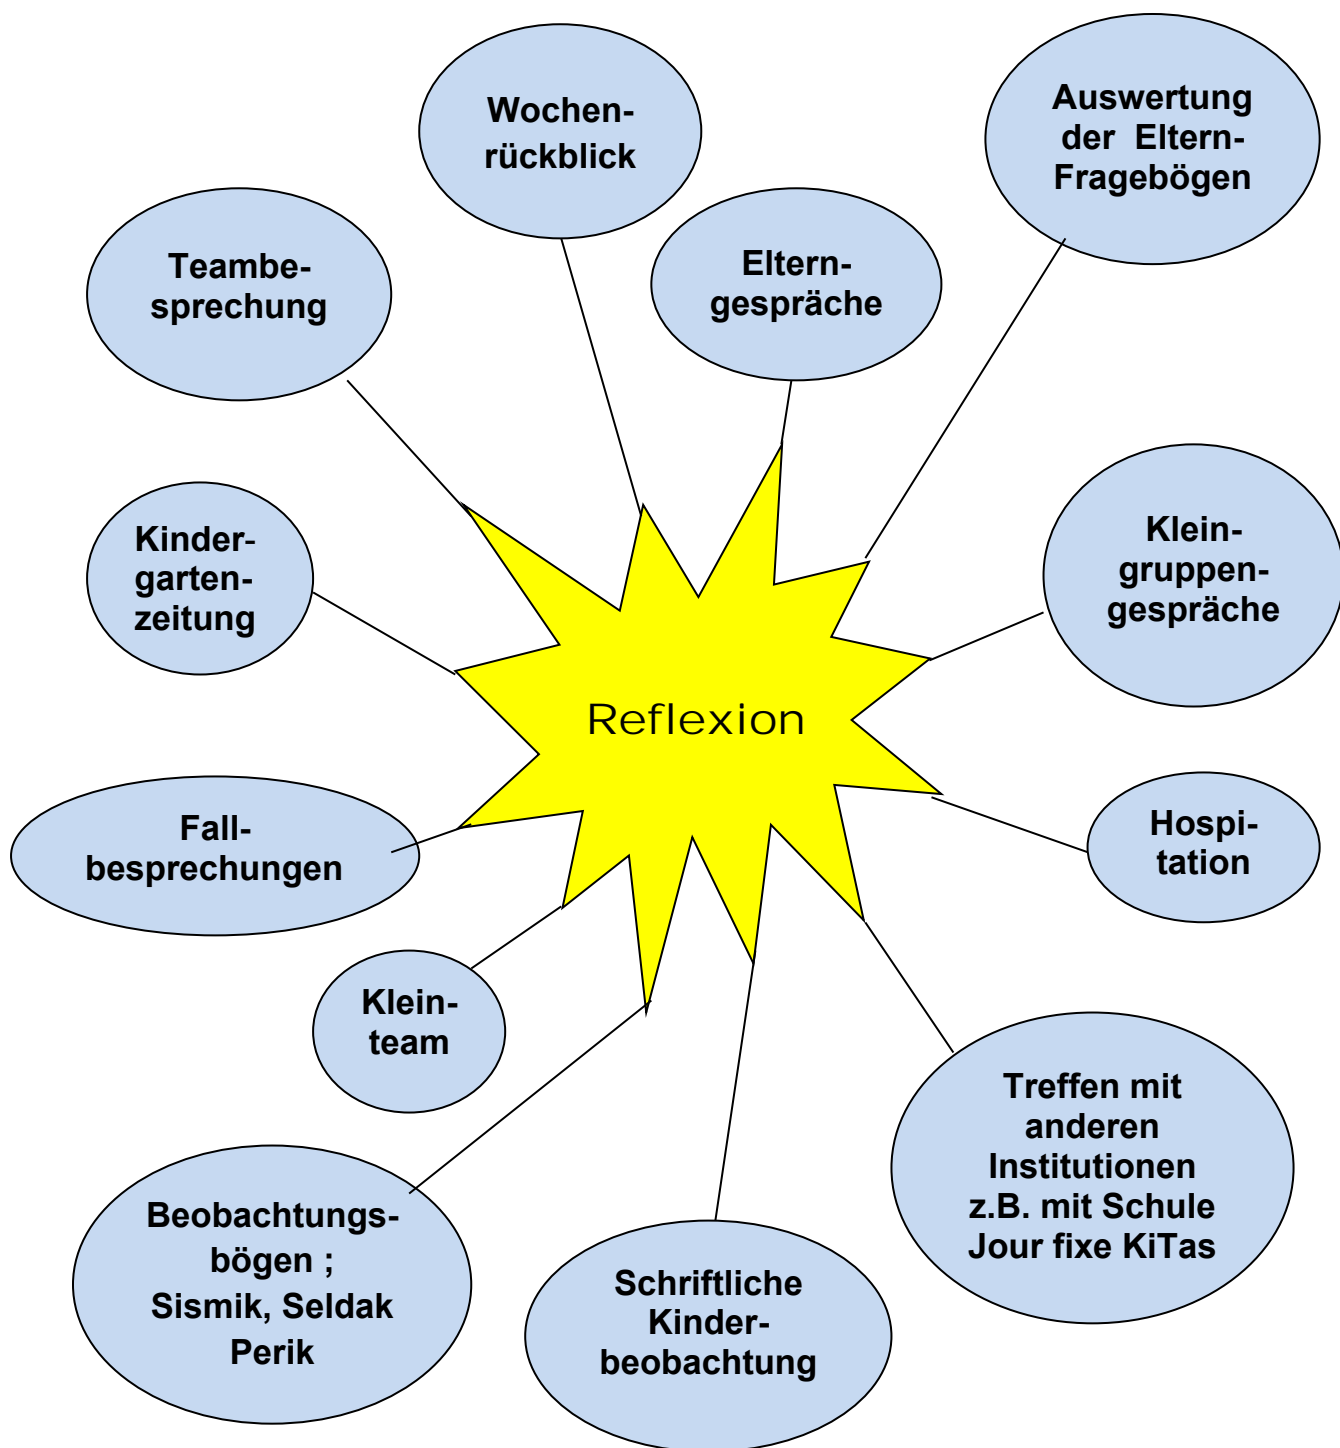 Wochen-
rückblick
Auswertung
der Eltern-
Fragebögen
Teambe-
sprechung
Eltern-
gespräche
Kinder-
garten-
zeitung
Klein-
gruppen-
gespräche
Reflexion
Fall-
besprechungen
Hospi-
tation
Klein-
team
Treffen mit
anderen
Institutionen
z.B. mit Schule
Jour fixe KiTas
Beobachtungs-
bögen ;
Sismik, Seldak
Perik
Schriftliche
Kinder-
beobachtung